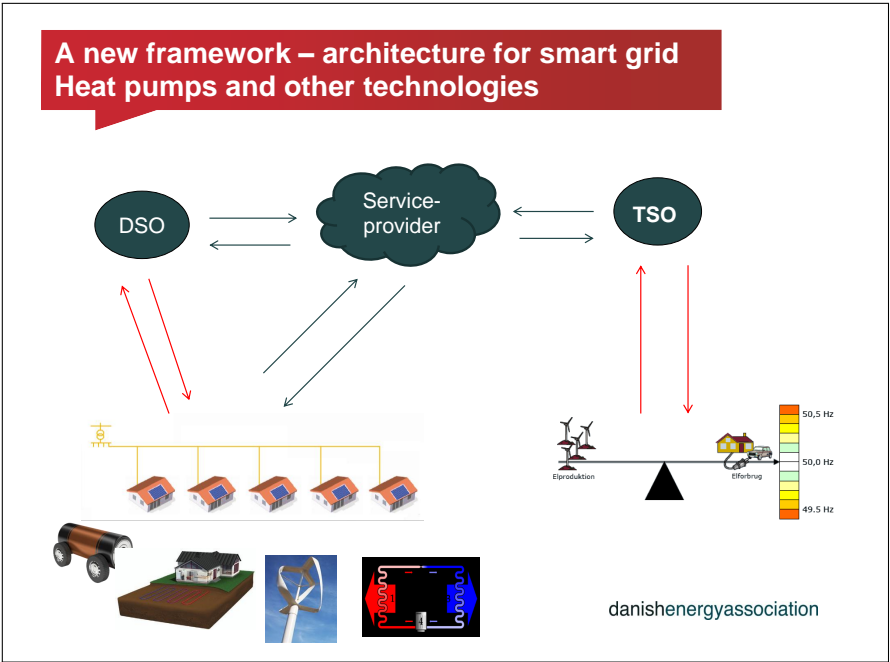 A new framework – architecture for smart grid
Heat pumps and other technologies
DSO
Service-
provider
TSO
50,5 Hz
50,0 Hz
49.5 Hz
Elproduktion
Elforbrug
4
danishenergyassociation